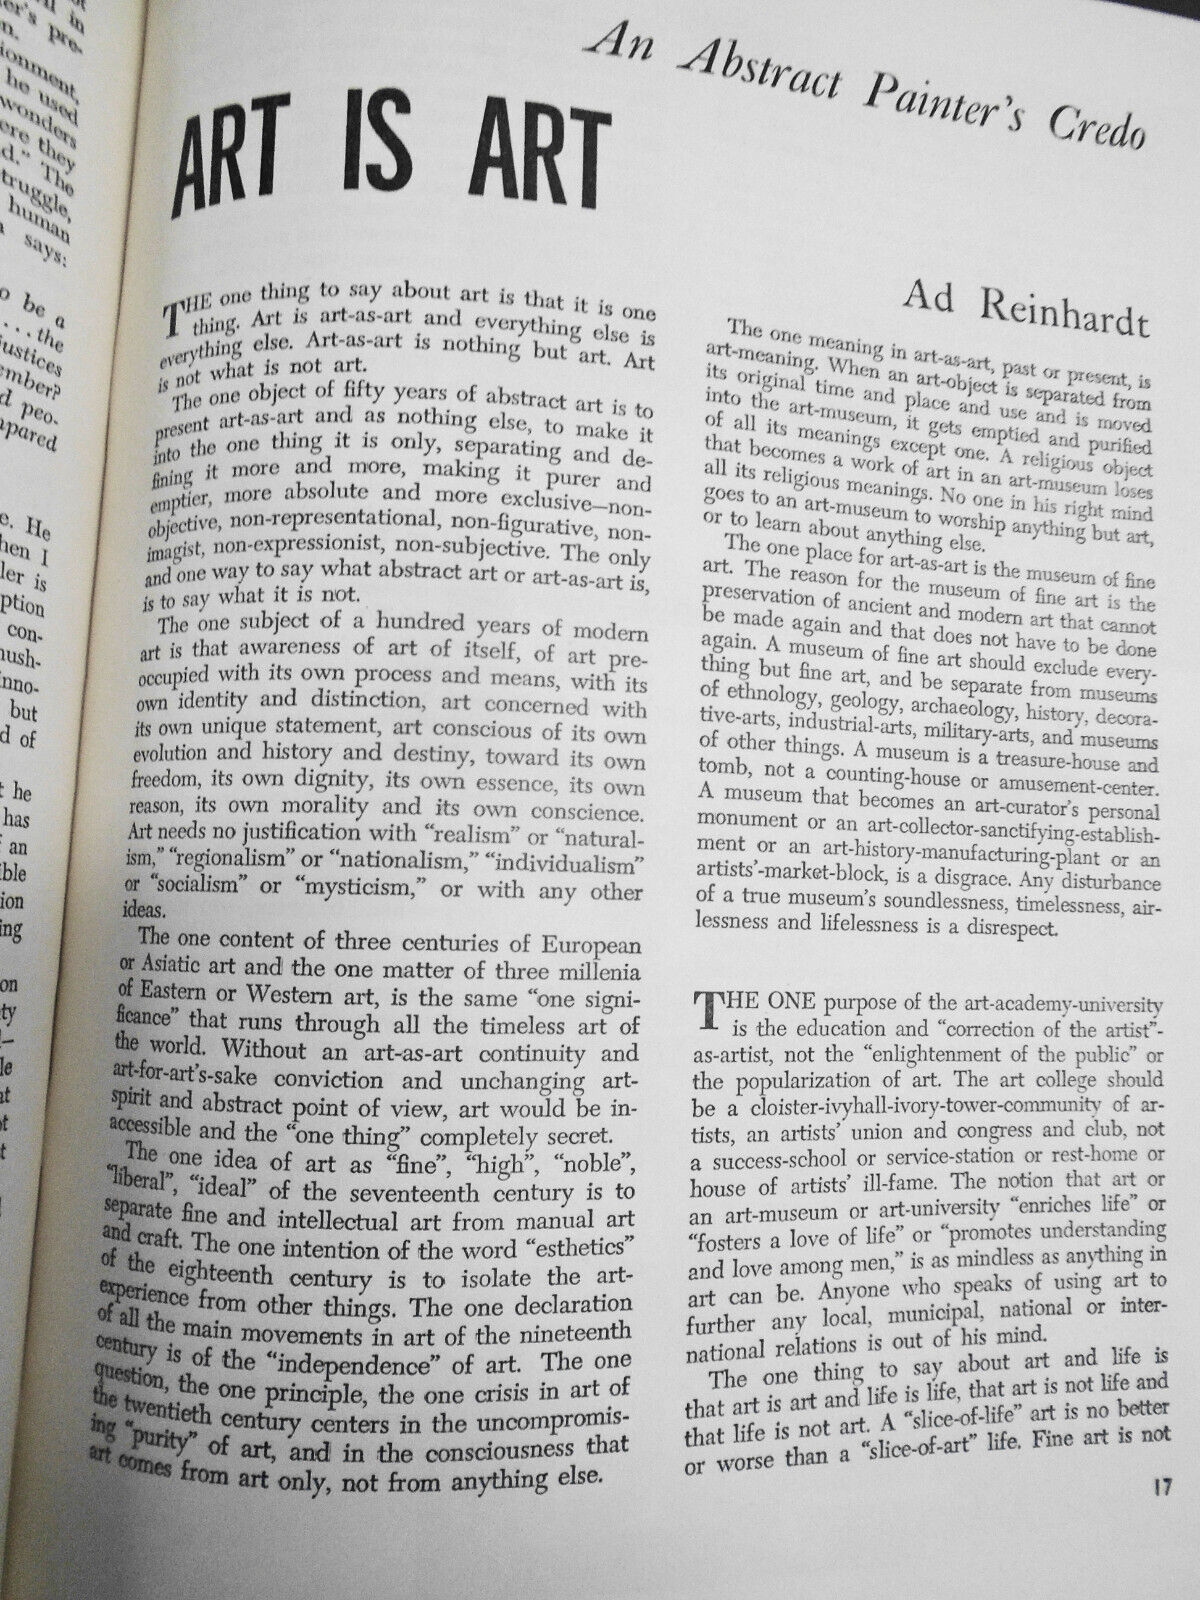 l in
er's pre-
n.
ionment,
he used
wonders
ere they
d." The
truggle,
human
says:
o be a
. . . the
justices
ember?
d peo-
npared
e. He
hen I
ler is
ption
con-
nush-
nno-
but
d of
t he
has
f an
ible
ion
ing
on
ty
l—
le
at
ot
t
An Abstract Painter's Credo
ART IS ART
Ad Reinhardt
THE one thing to say about art is that it is one
thing. Art is art-as-art and everything else is
everything else. Art-as-art is nothing but art. Art
is not what is not art.
The one object of fifty years of abstract art is to
present art-as-art and as nothing else, to make it
into the one thing it is only, separating and de-
fining it more and more, making it purer and
emptier, more absolute and more exclusive—non-
objective, non-representational, non-figurative, non-
imagist, non-expressionist, non-subjective. The only
and one way to say what abstract art or art-as-art is,
is to say what it is not.
The one subject of a hundred years of modern
art is that awareness of art of itself, of art pre-
occupied with its own process and means, with its
own identity and distinction, art concerned with
its own unique statement, art conscious of its own
evolution and history and destiny, toward its own
freedom, its own dignity, its own essence, its own
reason, its own morality and its own conscience.
Art needs no justification with "realism" or "natural-
ism," "regionalism" or "nationalism," "individualism"
or "socialism" or "mysticism," or with any other
ideas.
The one content of three centuries of European
or Asiatic art and the one matter of three millenia
of Eastern or Western art, is the same "one signi-
ficance" that runs through all the timeless art of
the world. Without an art-as-art continuity and
art-for-art's-sake conviction and unchanging art-
spirit and abstract point of view, art would be in-
accessible and the "one thing" completely secret.
The one idea of art as "fine", "high", "noble",
"liberal", "ideal" of the seventeenth century is to
separate fine and intellectual art from manual art
and craft. The one intention of the word "esthetics"
of the eighteenth century is to isolate the art-
experience from other things. The one declaration
of all the main movements in art of the nineteenth
century is of the "independence" of art. The one
question, the one principle, the one crisis in art of
the twentieth century centers in the uncompromis-
ing "purity" of art, and in the consciousness that
art comes from art only, not from anything else.
The one meaning in art-as-art, past or present, is
art-meaning. When an art-object is separated from
its original time and place and use and is moved
into the art-museum, it gets emptied and purified
of all its meanings except one. A religious object
that becomes a work of art in an art-museum loses
all its religious meanings. No one in his right mind
goes to an art-museum to worship anything but art,
or to learn about anything else.
The one place for art-as-art is the museum of fine
art. The reason for the museum of fine art is the
preservation of ancient and modern art that cannot
be made again and that does not have to be done
again. A museum of fine art should exclude every-
thing but fine art, and be separate from museums
of ethnology, geology, archaeology, history, decora-
tive-arts, industrial-arts, military-arts, and museums
of other things. A museum is a treasure-house and
tomb, not a counting-house or amusement-center.
A museum that becomes an art-curator's personal
monument or an art-collector-sanctifying-establish-
ment or an art-history-manufacturing-plant or an
artists'-market-block, is a disgrace. Any disturbance
of a true museum's soundlessness, timelessness, air-
lessness and lifelessness is a disrespect.
THE ONE purpose of the art-academy-university
is the education and "correction of the artist"-
as-artist, not the "enlightenment of the public" or
the popularization of art. The art college should
be a cloister-ivyhall-ivory-tower-community of ar-
tists, an artists' union and congress and club, not
a success-school or service-station or rest-home or
house of artists' ill-fame. The notion that art or
an art-museum or art-university "enriches life" or
"fosters a love of life" or "promotes understanding
and love among men," is as mindless as anything in
art can be. Anyone who speaks of using art to
further any local, municipal, national or inter-
national relations is out of his mind.
The one thing to say about art and life is
that art is art and life is life, that art is not life and
that life is not art. A "slice-of-life" art is no better
or worse than a "slice-of-art" life. Fine art is not
17